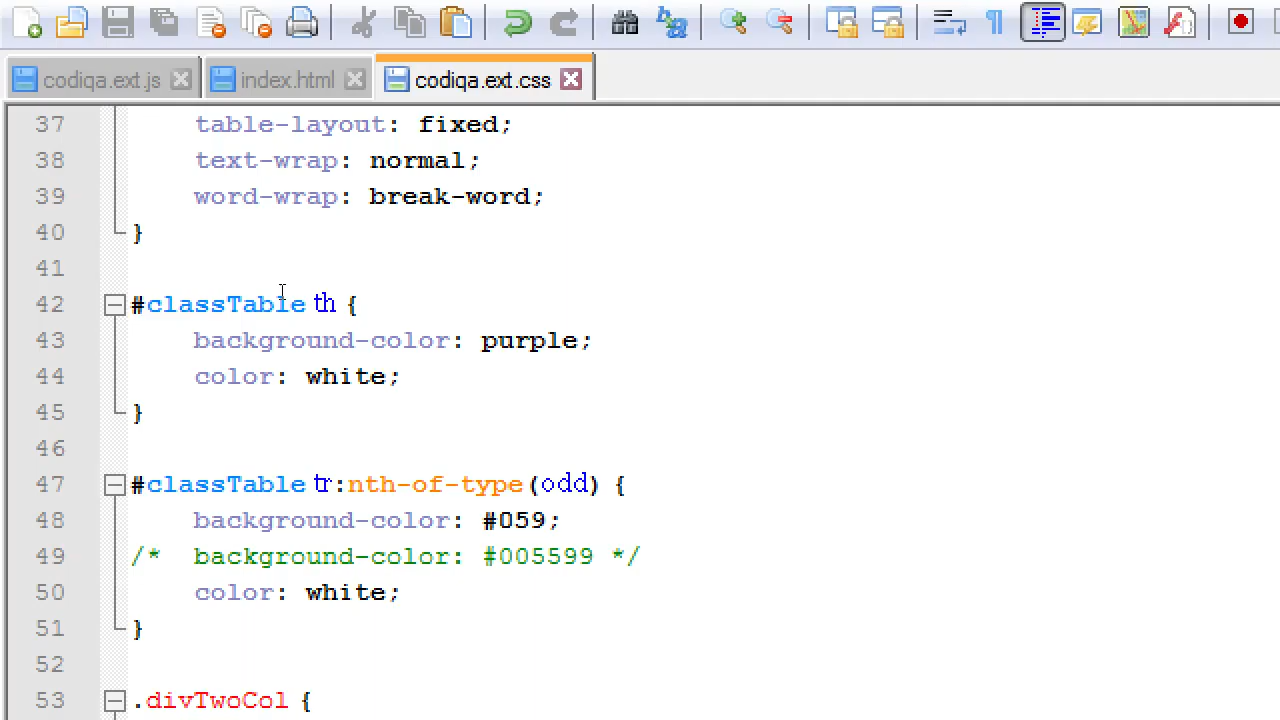 codiqa.ext.js index.html codiqa.ext.css
37 table-layout: fixed;
38 text-wrap: normal;
39 word-wrap: break-word;
40 }
41
42 #classTable th {
43 background-color: purple;
44 color: white;
45 }
46
47 #classTable tr:nth-of-type(odd) {
48 background-color: #059;
49 /* background-color: #005599 */
50 color: white;
51 }
52
53 .divTwoCol {